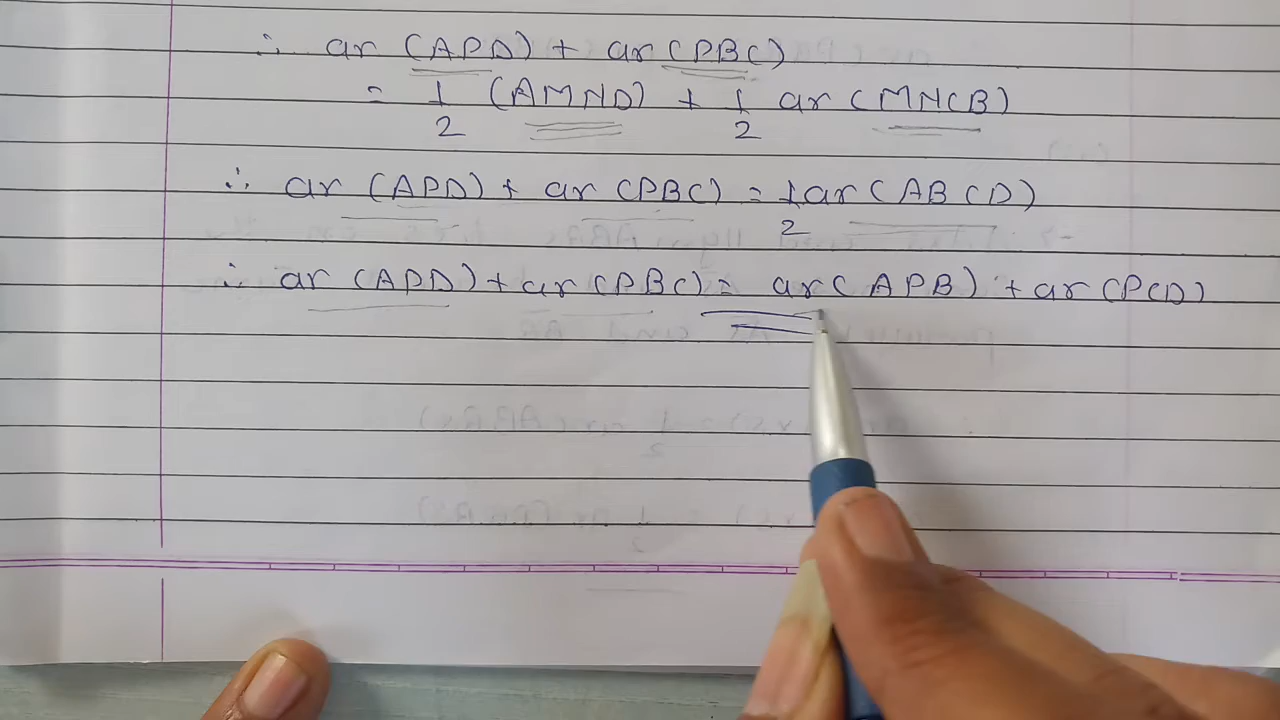 ∴ ar (APD) + ar (PBC)
= 1/2 (AMND) + 1/2 ar (MNCB)
∴ ar (APD) + ar (PBC) = 1/2 ar (ABCD)
∴ ar (APD) + ar (PBC) = ar (APB) + ar (PCD)